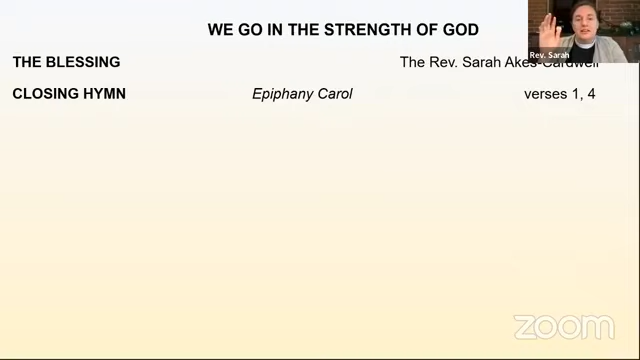 WE GO IN THE STRENGTH OF GOD
Rev. Sarah
THE BLESSING The Rev. Sarah Akes-Cardwell
CLOSING HYMN Epiphany Carol verses 1, 4
zoom